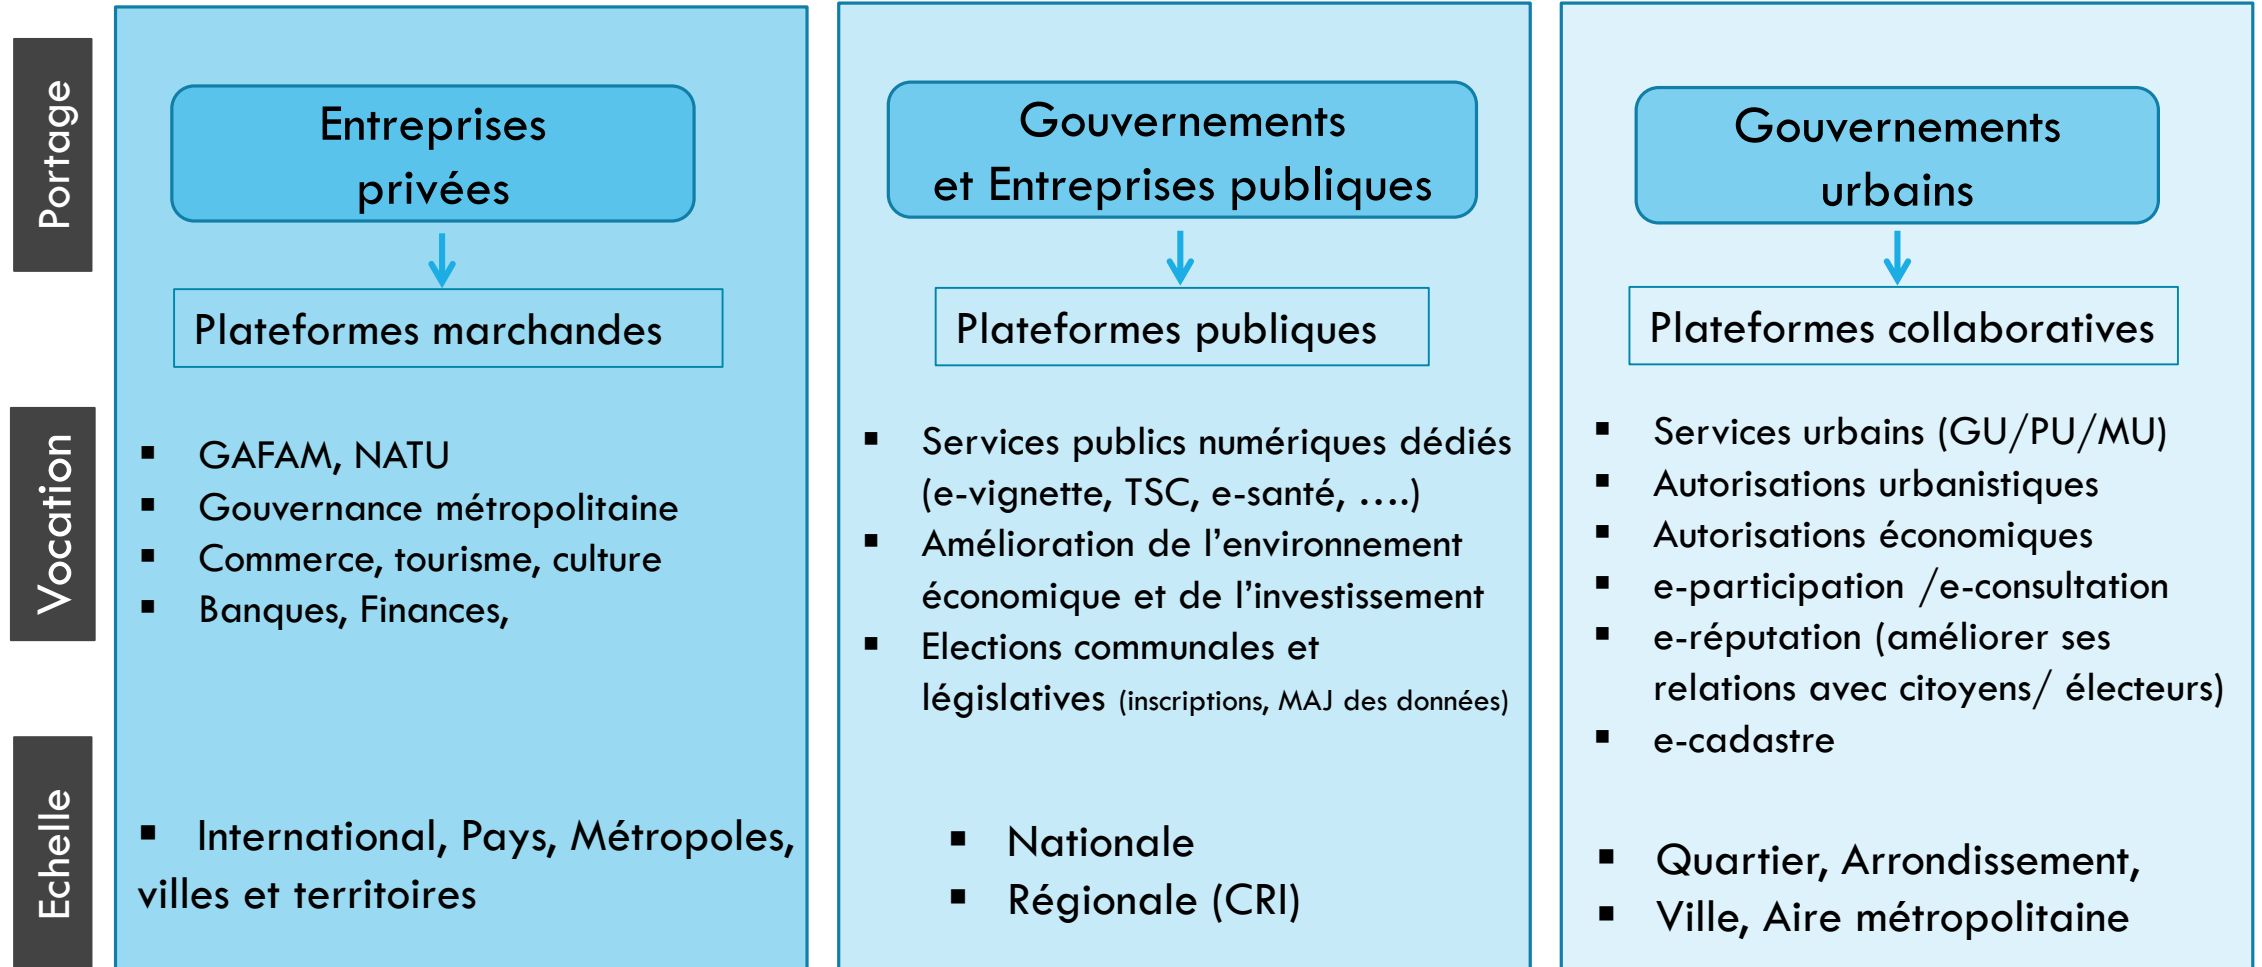 Portage
Entreprises
privées
Plateformes marchandes
Gouvernements
et Entreprises publiques
Plateformes publiques
Gouvernements
urbains
Plateformes collaboratives
Vocation
▪ GAFAM, NATU
▪ Gouvernance métropolitaine
▪ Commerce, tourisme, culture
▪ Banques, Finances,
▪ Services publics numériques dédiés
(e-vignette, TSC, e-santé, ….)
▪ Amélioration de l’environnement
économique et de l’investissement
▪ Elections communales et
législatives (inscriptions, MAJ des données)
▪ Services urbains (GU/PU/MU)
▪ Autorisations urbanistiques
▪ Autorisations économiques
▪ e-participation /e-consultation
▪ e-réputation (améliorer ses
relations avec citoyens/ électeurs)
▪ e-cadastre
Echelle
▪ International, Pays, Métropoles,
villes et territoires
▪ Nationale
▪ Régionale (CRI)
▪ Quartier, Arrondissement,
▪ Ville, Aire métropolitaine